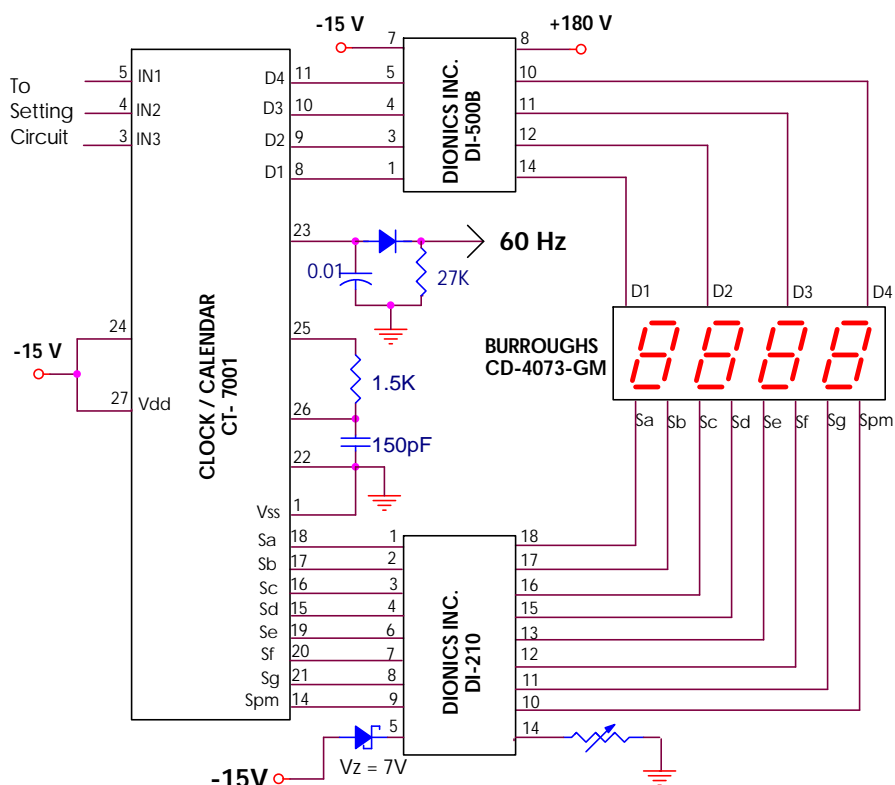 -15 V
+180 V
7
8
To
Setting
Circuit
5
IN1
4
IN2
3
IN3
D4
11
D3
10
D2
9
D1
8
5
4
3
1
DIONICS INC.
DI-500B
10
11
12
14
23
0.01
27K
60 Hz
CLOCK / CALENDAR
CT- 7001
24
-15 V
27
Vdd
25
1.5K
26
150pF
22
Vss
1
D1
D2
D3
D4
BURROUGHS
CD-4073-GM
8888
Sa
Sb
Sc
Sd
Se
Sf
Sg
Spm
Sa
18
Sb
17
Sc
16
Sd
15
Se
19
Sf
20
Sg
21
Spm
14
1
2
3
4
6
7
8
9
5
DIONICS INC.
DI-210
18
17
16
15
13
12
11
10
14
-15V
Vz = 7V